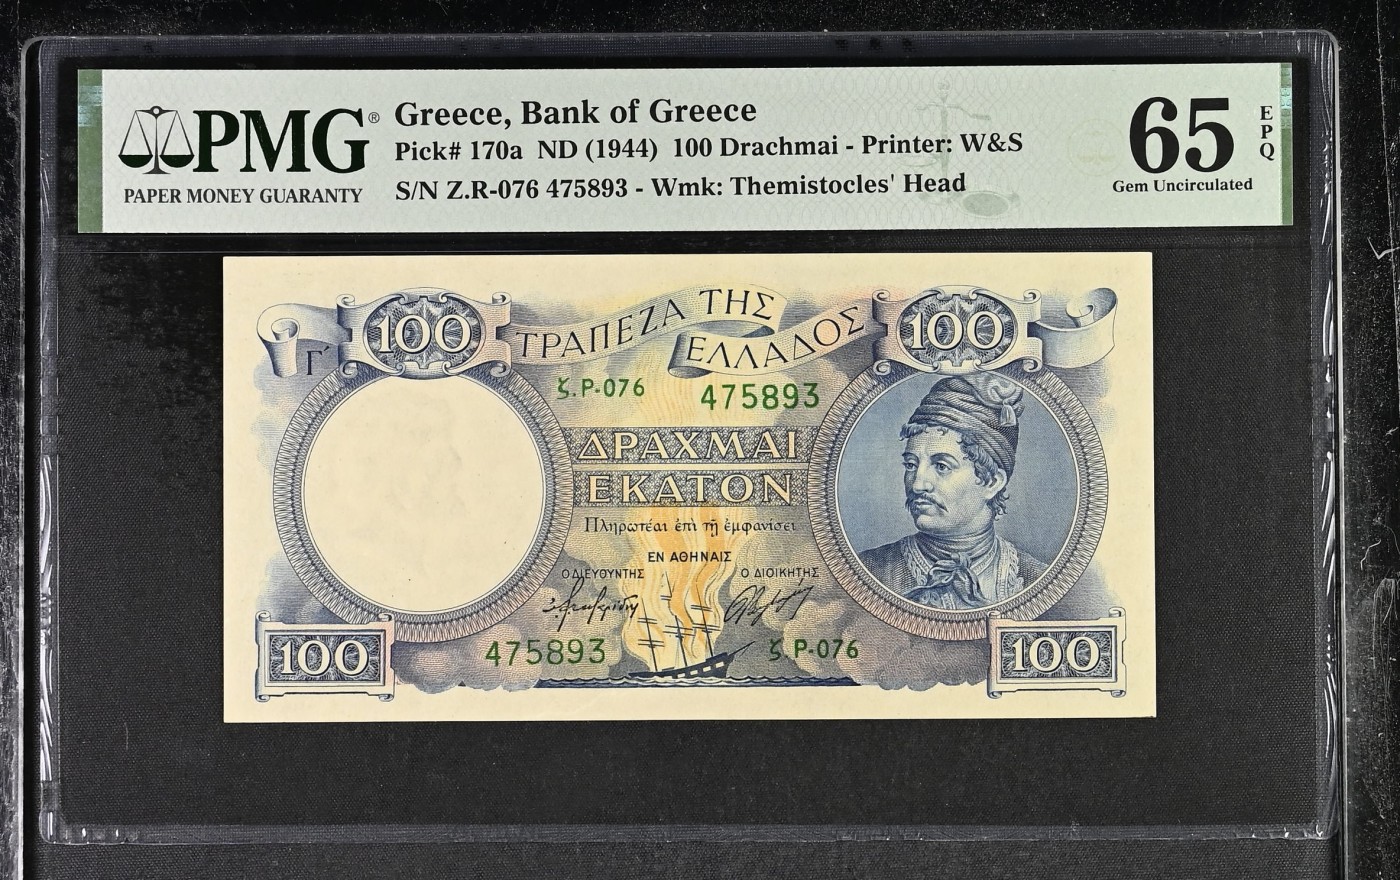 PMG®
PAPER MONEY GUARANTY
Greece, Bank of Greece
Pick# 170a ND (1944) 100 Drachmai - Printer: W&S
S/N Z.R-076 475893 - Wmk: Themistocles' Head
65
EPQ
Gem Uncirculated
100
ΤΡΑΠΕΖΑ ΤΗΣ
ΕΛΛΑΔΟΣ
100
Γ΄
ζ.Ρ-076 475893
ΔΡΑΧΜΑΙ
ΕΚΑΤΟΝ
Πληρωτέαι ἐπὶ τῇ ἐμφανίσει
ΕΝ ΑΘΗΝΑΙΣ
Ο ΔΙΕΥΘΥΝΤΗΣ Ο ΔΙΟΙΚΗΤΗΣ
475893 ζ.Ρ-076
100 100